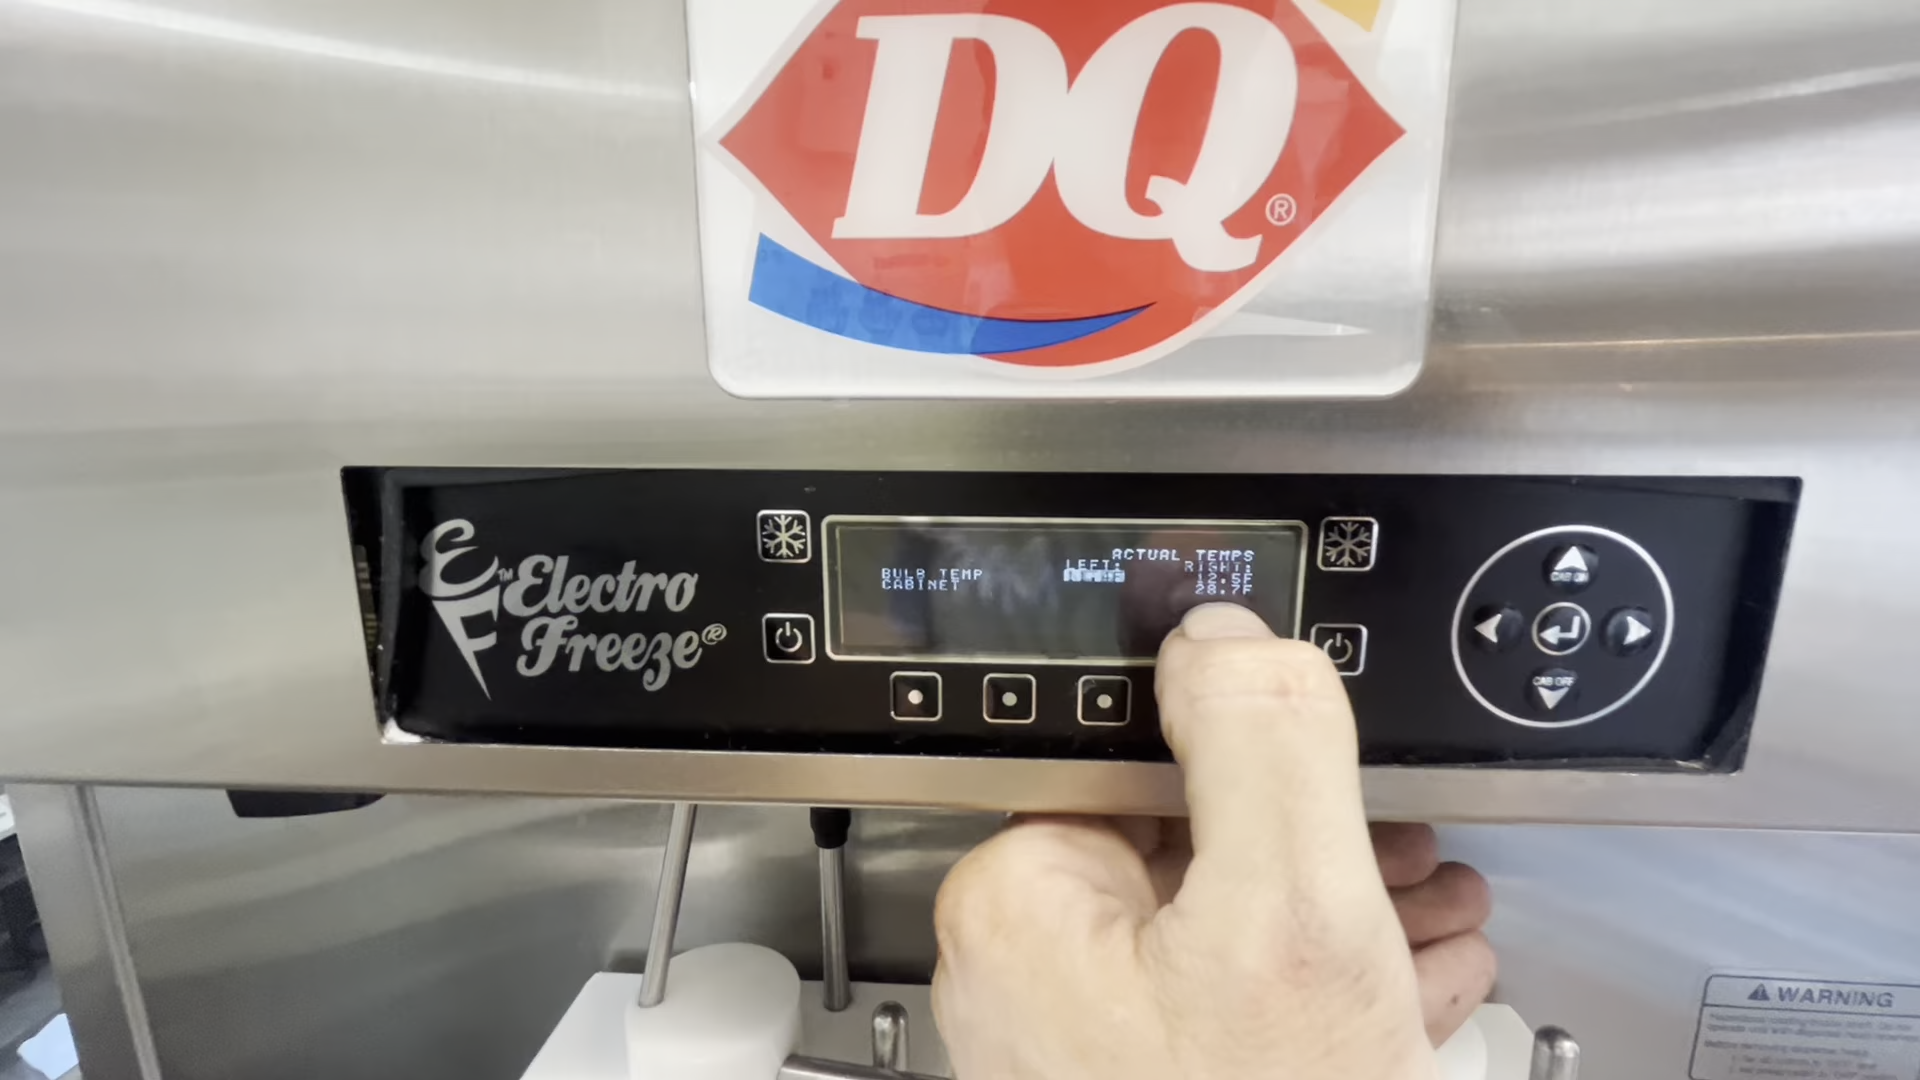 DQ®
ACTUAL TEMPS
LEFT: RIGHT:
BULB TEMP 12.5F
CABINET 28.7F
EF™ Electro
Freeze®
CAB ON
CAB OFF
WARNING